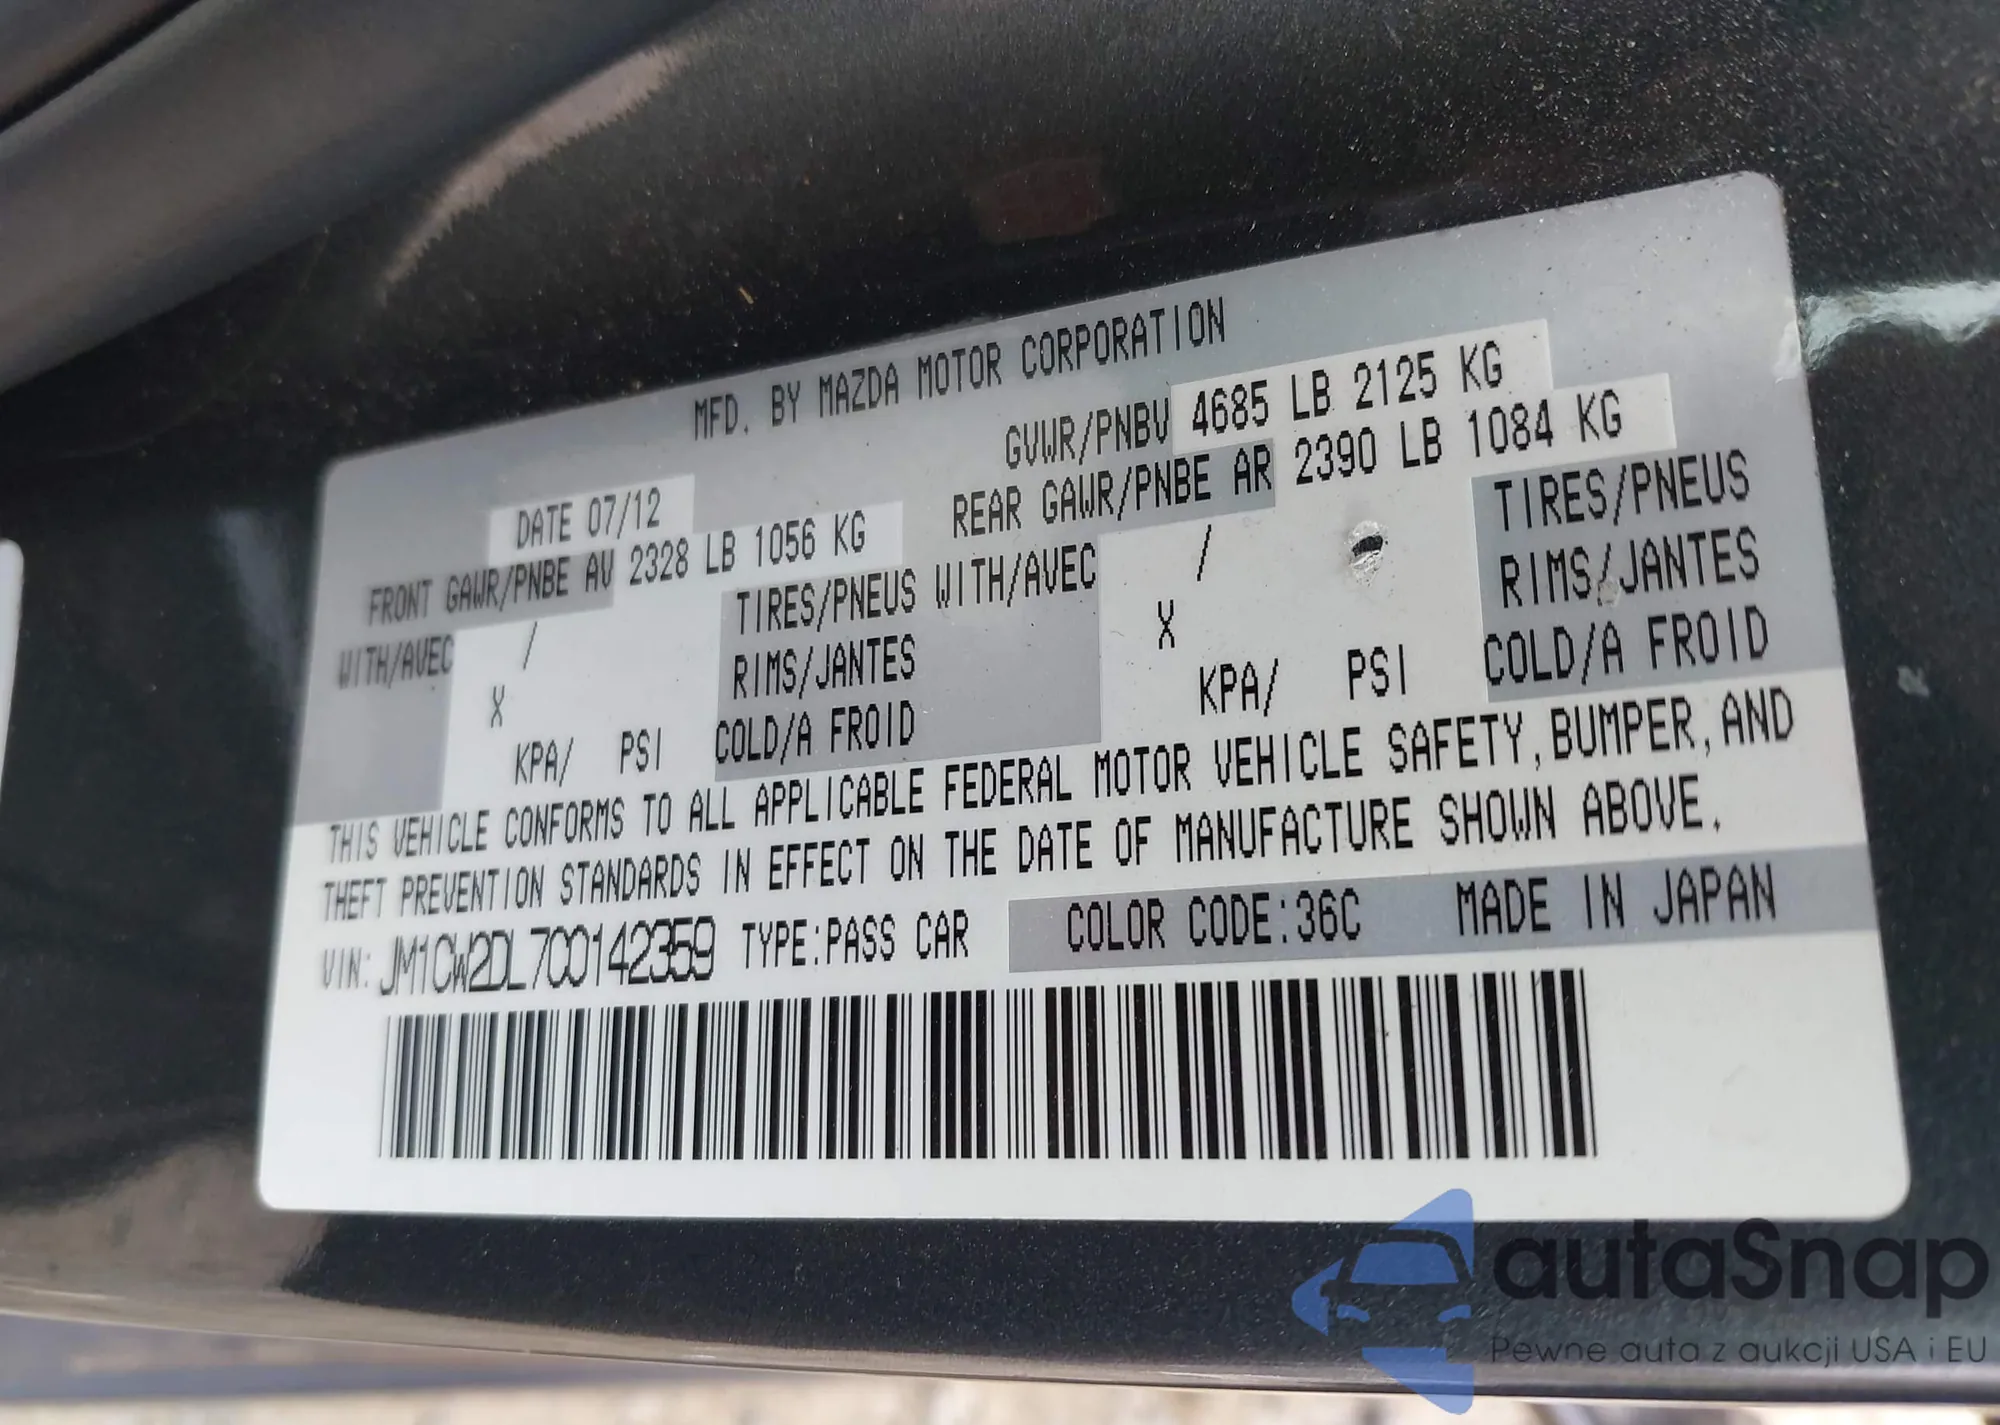 MFD. BY MAZDA MOTOR CORPORATION
DATE 07/12 GVWR/PNBV 4685 LB 2125 KG
FRONT GAWR/PNBE AV 2328 LB 1056 KG REAR GAWR/PNBE AR 2390 LB 1084 KG
WITH/AVEC / TIRES/PNEUS WITH/AVEC / TIRES/PNEUS
X RIMS/JANTES X RIMS/JANTES
KPA/ PSI COLD/A FROID KPA/ PSI COLD/A FROID
THIS VEHICLE CONFORMS TO ALL APPLICABLE FEDERAL MOTOR VEHICLE SAFETY, BUMPER, AND
THEFT PREVENTION STANDARDS IN EFFECT ON THE DATE OF MANUFACTURE SHOWN ABOVE.
VIN: JM1CW2DL7C0142359 TYPE:PASS CAR COLOR CODE:36C MADE IN JAPAN
autaSnap
Pewne auta z aukcji USA i EU